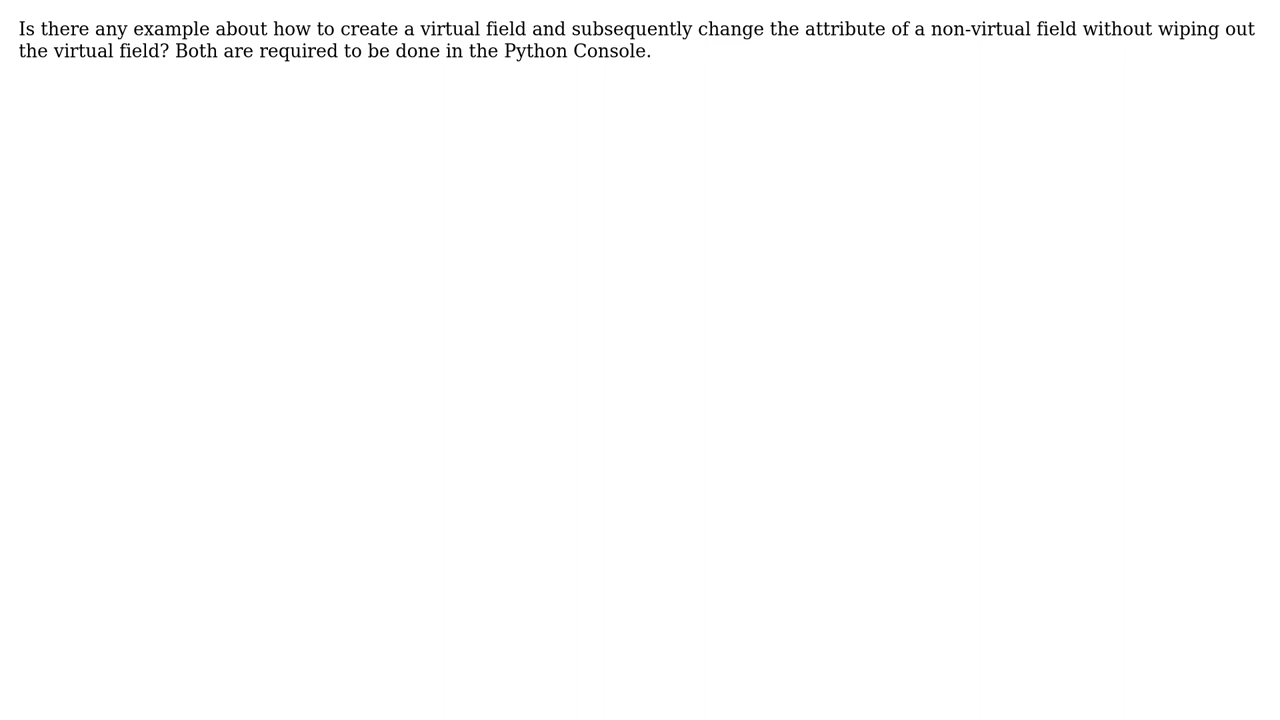 Is there any example about how to create a virtual field and subsequently change the attribute of a non-virtual field without wiping out
the virtual field? Both are required to be done in the Python Console.